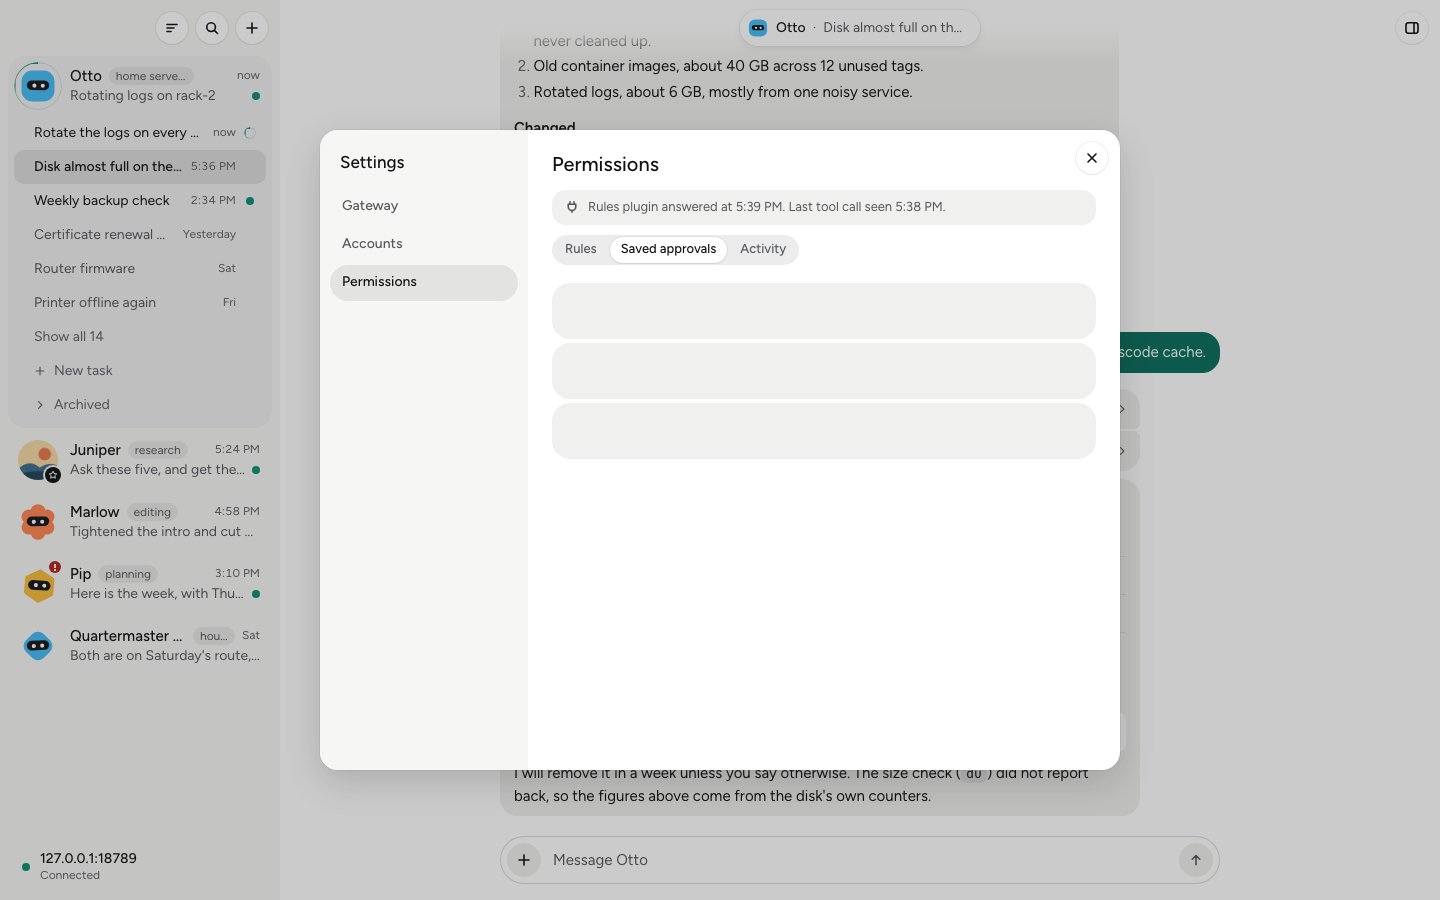 Otto home serve... now
Rotating logs on rack-2
Rotate the logs on every ... now
Disk almost full on the... 5:36 PM
Weekly backup check 2:34 PM
Certificate renewal ... Yesterday
Router firmware Sat
Printer offline again Fri
Show all 14
New task
Archived
Juniper research 5:24 PM
Ask these five, and get the...
Marlow editing 4:58 PM
Tightened the intro and cut ...
Pip planning 3:10 PM
Here is the week, with Thu...
Quartermaster ... hou... Sat
Both are on Saturday's route,...
127.0.0.1:18789
Connected
Otto · Disk almost full on th...
never cleaned up.
2. Old container images, about 40 GB across 12 unused tags.
3. Rotated logs, about 6 GB, mostly from one noisy service.
Changed
Settings
Gateway
Accounts
Permissions
Permissions
Rules plugin answered at 5:39 PM. Last tool call seen 5:38 PM.
Rules Saved approvals Activity
scode cache.
I will remove it in a week unless you say otherwise. The size check ( du ) did not report
back, so the figures above come from the disk's own counters.
Message Otto